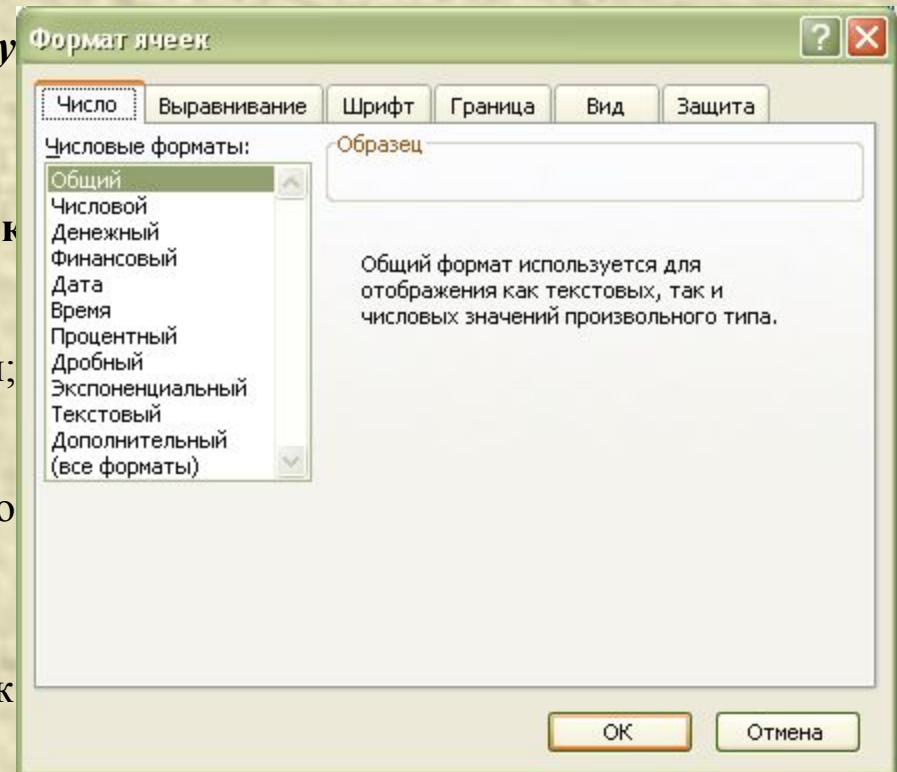 Формат ячеек
Число Выравнивание Шрифт Граница Вид Защита
Числовые форматы:
Общий
Числовой
Денежный
Финансовый
Дата
Время
Процентный
Дробный
Экспоненциальный
Текстовый
Дополнительный
(все форматы)
Образец
Общий формат используется для
отображения как текстовых, так и
числовых значений произвольного типа.
ОК Отмена